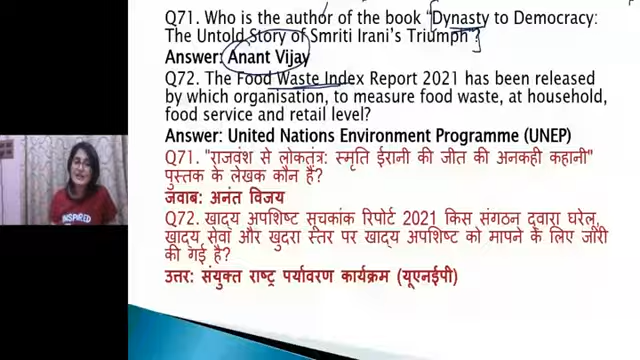 Q71. Who is the author of the book "Dynasty to Democracy:
The Untold Story of Smriti Irani's Triumph"?
Answer: Anant Vijay
Q72. The Food Waste Index Report 2021 has been released
by which organisation, to measure food waste, at household,
food service and retail level?
Answer: United Nations Environment Programme (UNEP)
Q71. "राजवंश से लोकतंत्र: स्मृति ईरानी की जीत की अनकही कहानी"
पुस्तक के लेखक कौन हैं?
जवाब: अनंत विजय
Q72. खाद्य अपशिष्ट सूचकांक रिपोर्ट 2021 किस संगठन द्वारा घरेलू,
खाद्य सेवा और खुदरा स्तर पर खाद्य अपशिष्ट को मापने के लिए जारी
की गई है?
उत्तर: संयुक्त राष्ट्र पर्यावरण कार्यक्रम (यूएनईपी)
INSPIRED